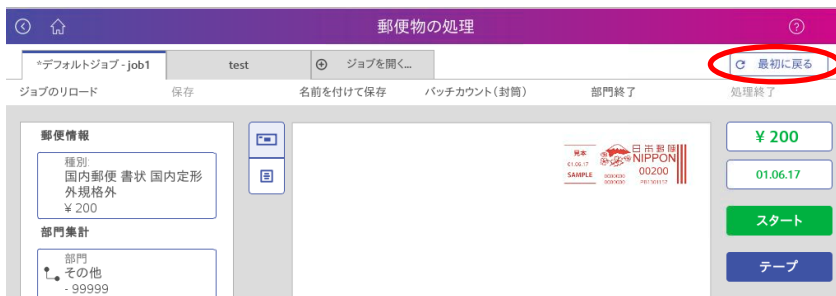 郵便物の処理
*デフォルトジョブ - job1
test
ジョブを開く...
最初に戻る
ジョブのリロード
保存
名前を付けて保存
バッチカウント(封筒)
部門終了
処理終了
郵便情報
種別:
国内郵便 書状 国内定形
外規格外
¥ 200
部門集計
部門
その他
- 99999
見本
01.06.17
SAMPLE
日本郵便
NIPPON
00200
¥ 200
01.06.17
スタート
テープ